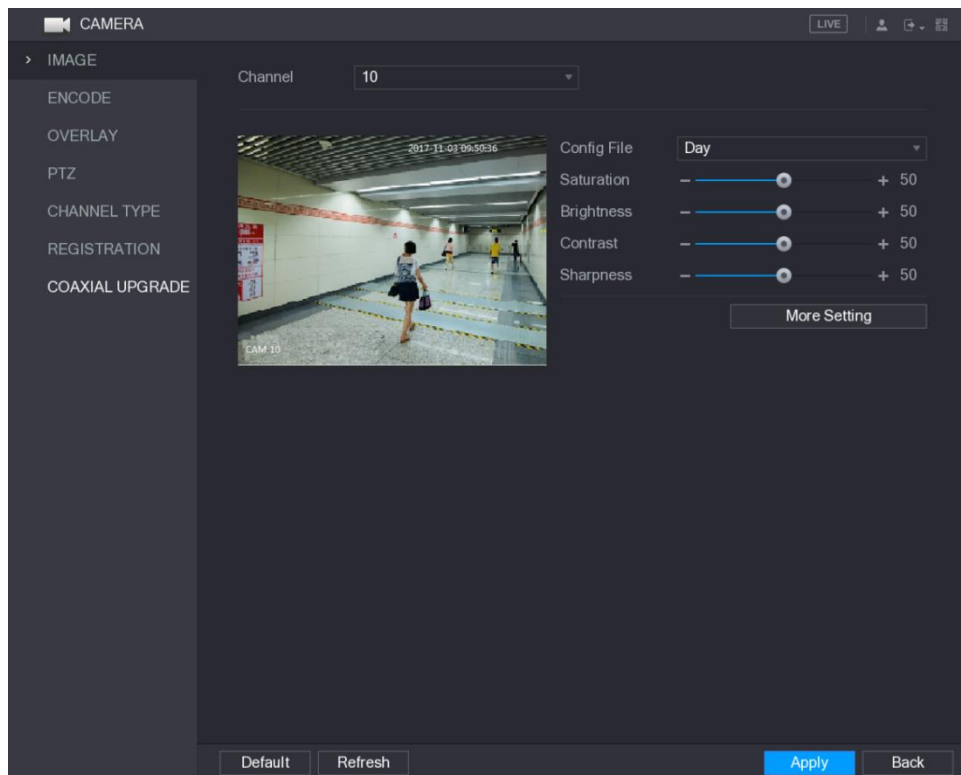 CAMERA
LIVE
IMAGE
ENCODE
OVERLAY
PTZ
CHANNEL TYPE
REGISTRATION
COAXIAL UPGRADE
Channel 10
2017-11-03 09:50:36
CAM 10
Config File Day
Saturation 50
Brightness 50
Contrast 50
Sharpness 50
More Setting
Default Refresh Apply Back